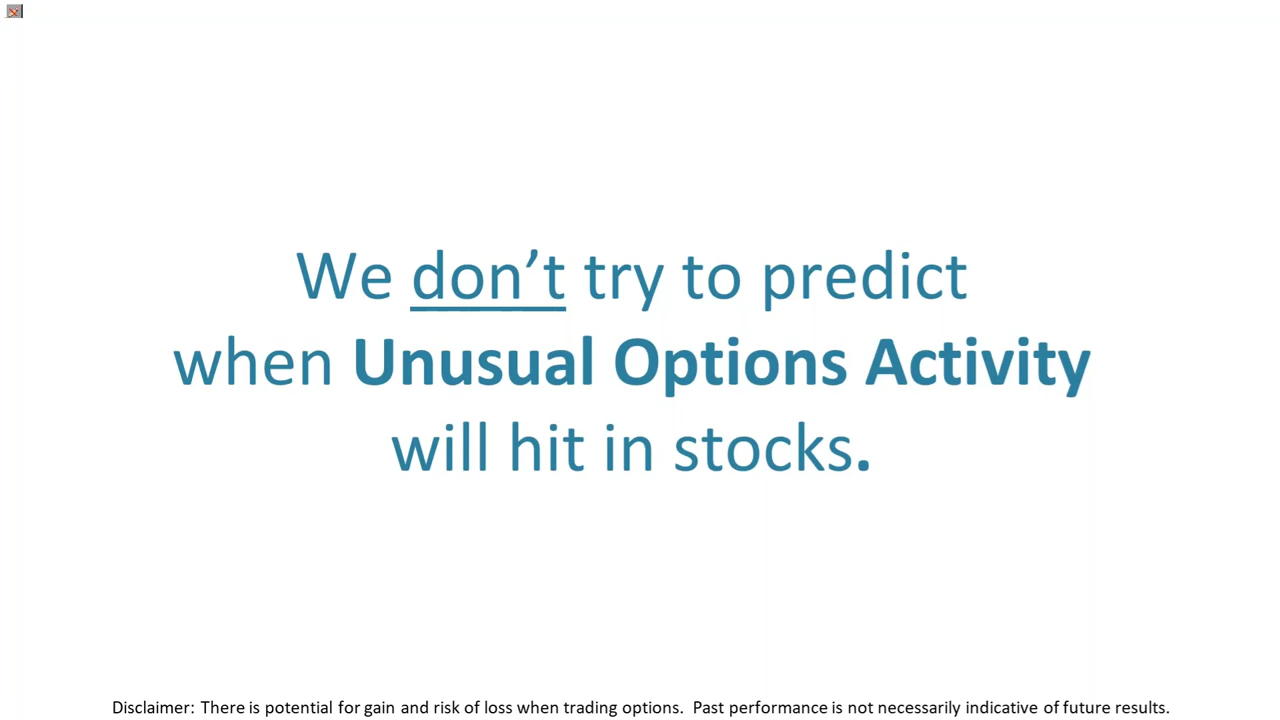 We don’t try to predict
when Unusual Options Activity
will hit in stocks.
Disclaimer: There is potential for gain and risk of loss when trading options.  Past performance is not necessarily indicative of future results.